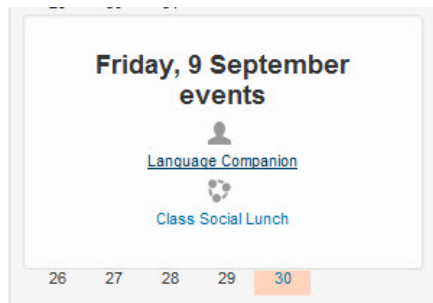 Friday, 9 September
events
Language Companion
Class Social Lunch
26 27 28 29 30